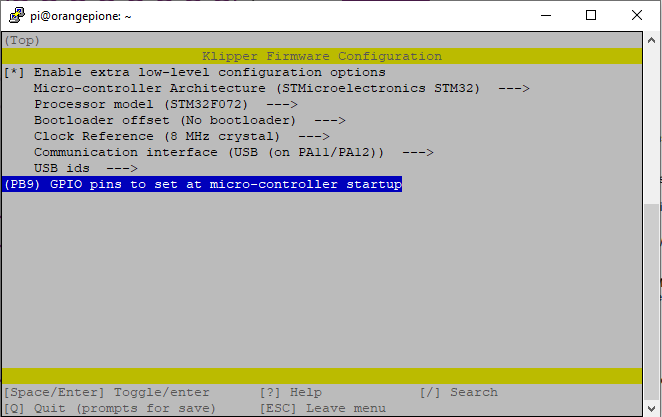 pi@orangepione: ~
(Top)
Klipper Firmware Configuration
[*] Enable extra low-level configuration options
Micro-controller Architecture (STMicroelectronics STM32)  --->
Processor model (STM32F072)  --->
Bootloader offset (No bootloader)  --->
Clock Reference (8 MHz crystal)  --->
Communication interface (USB (on PA11/PA12))  --->
USB ids  --->
(PB9) GPIO pins to set at micro-controller startup
[Space/Enter] Toggle/enter [?] Help [/] Search
[Q] Quit (prompts for save) [ESC] Leave menu